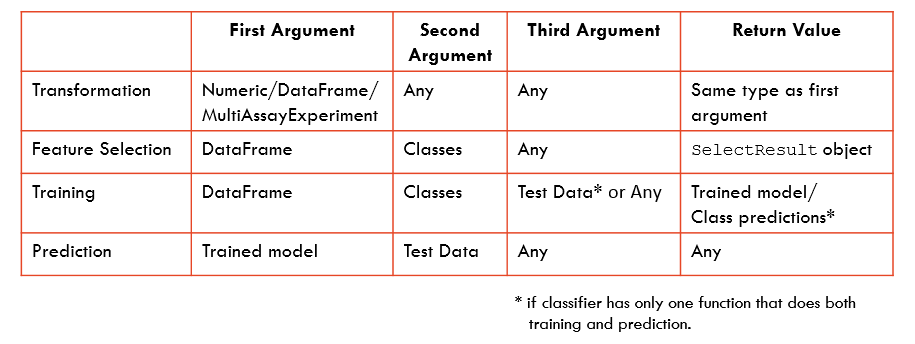 First Argument Second Argument Third Argument Return Value
Transformation Numeric/DataFrame/ MultiAssayExperiment Any Any Same type as first argument
Feature Selection DataFrame Classes Any SelectResult object
Training DataFrame Classes Test Data* or Any Trained model/ Class predictions*
Prediction Trained model Test Data Any Any
* if classifier has only one function that does both
training and prediction.